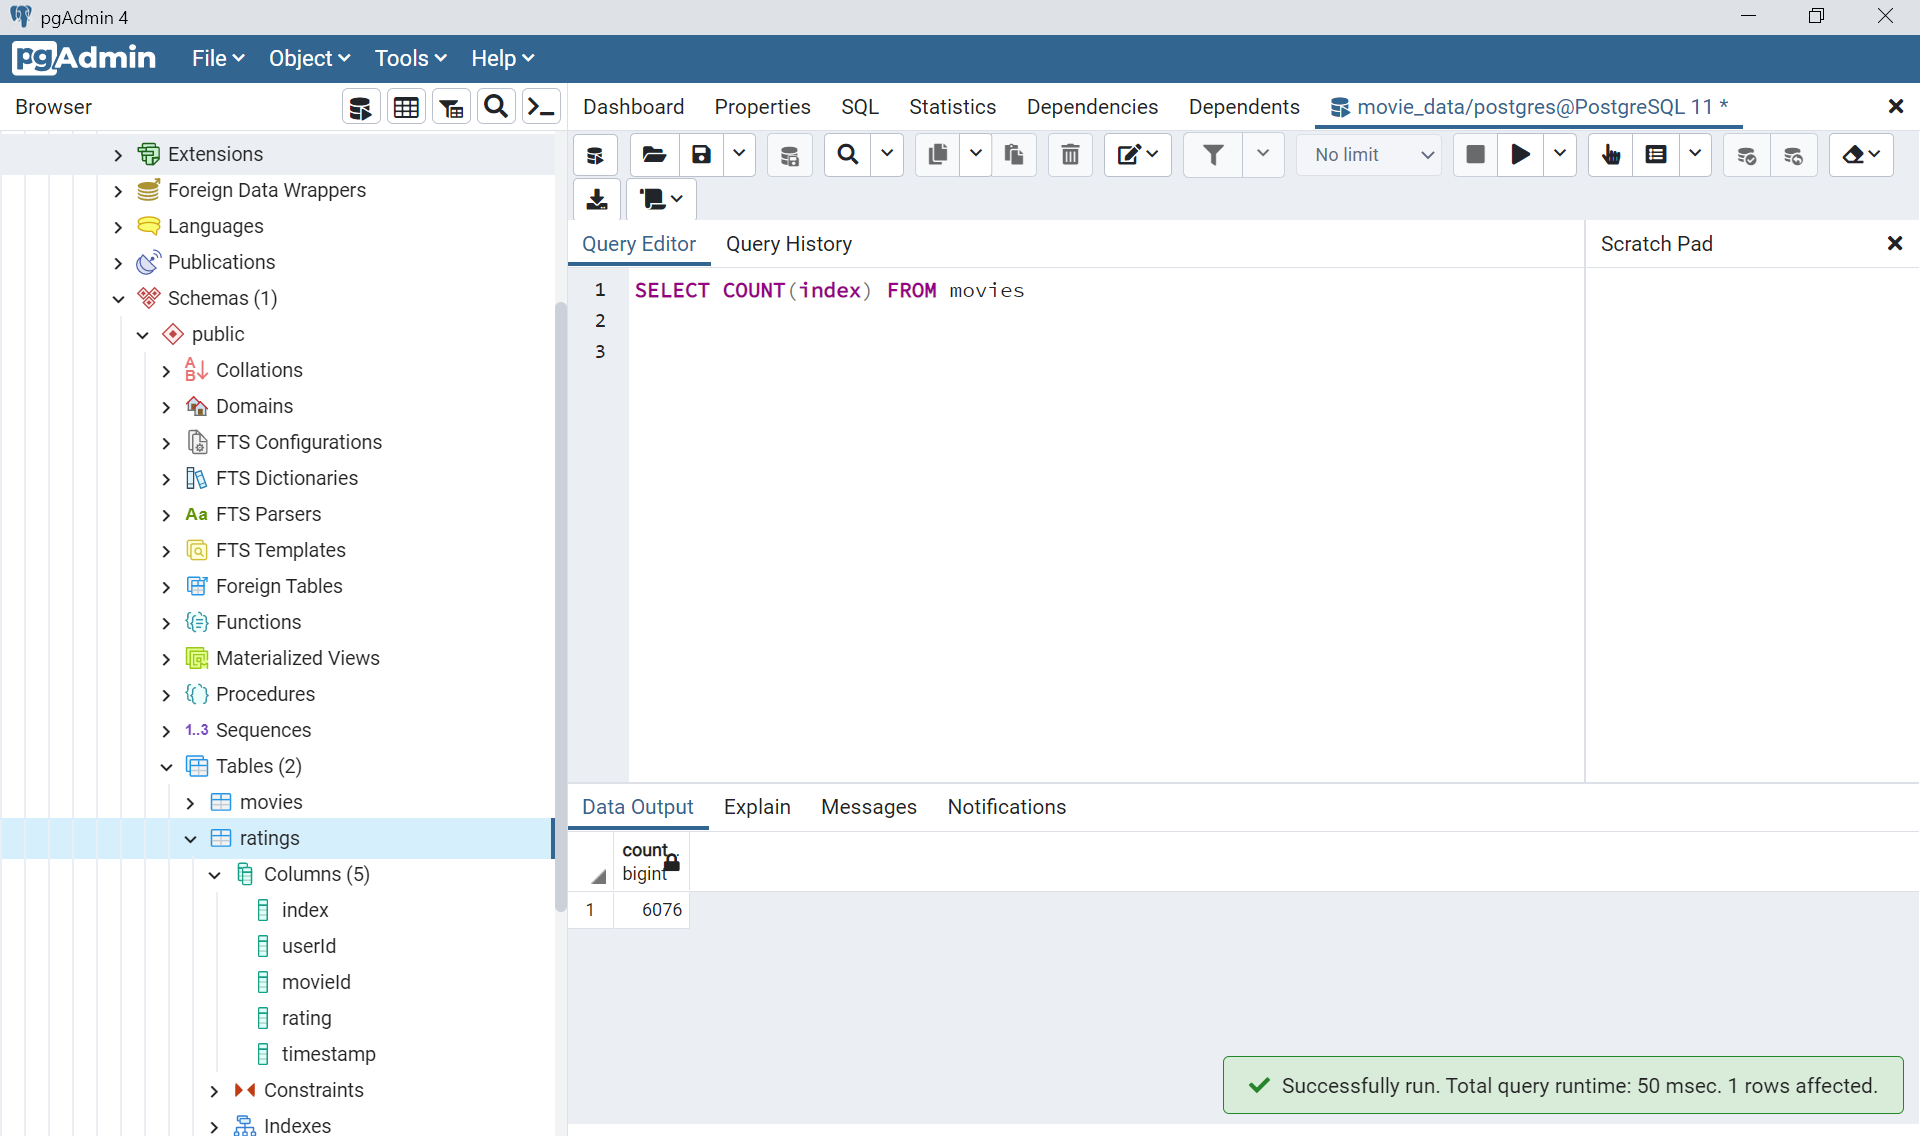 pgAdmin 4
pgAdmin File Object Tools Help
Browser
Dashboard Properties SQL Statistics Dependencies Dependents movie_data/postgres@PostgreSQL 11 *
No limit
Extensions
Foreign Data Wrappers
Languages
Publications
Schemas (1)
public
Collations
Domains
FTS Configurations
FTS Dictionaries
Aa FTS Parsers
FTS Templates
Foreign Tables
Functions
Materialized Views
Procedures
1..3 Sequences
Tables (2)
movies
ratings
Columns (5)
index
userId
movieId
rating
timestamp
Constraints
Indexes
Query Editor Query History
Scratch Pad
1 SELECT COUNT(index) FROM movies
2
3
Data Output Explain Messages Notifications
count
bigint
1 6076
Successfully run. Total query runtime: 50 msec. 1 rows affected.